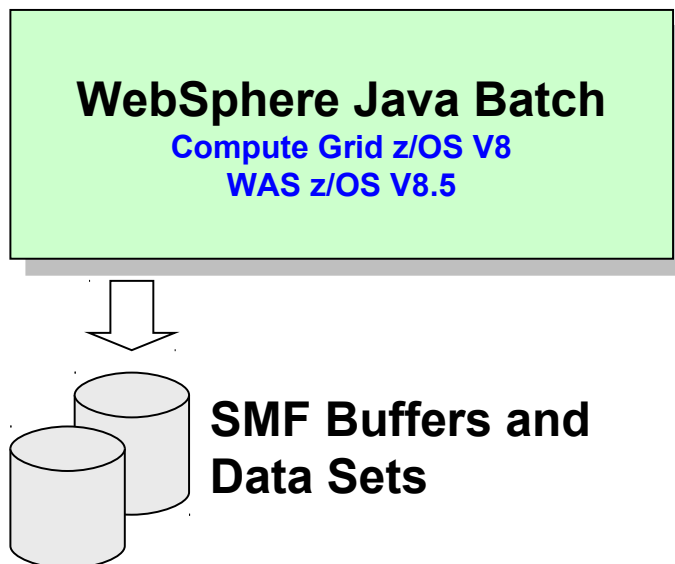 WebSphere Java Batch
Compute Grid z/OS V8
WAS z/OS V8.5
SMF Buffers and
Data Sets